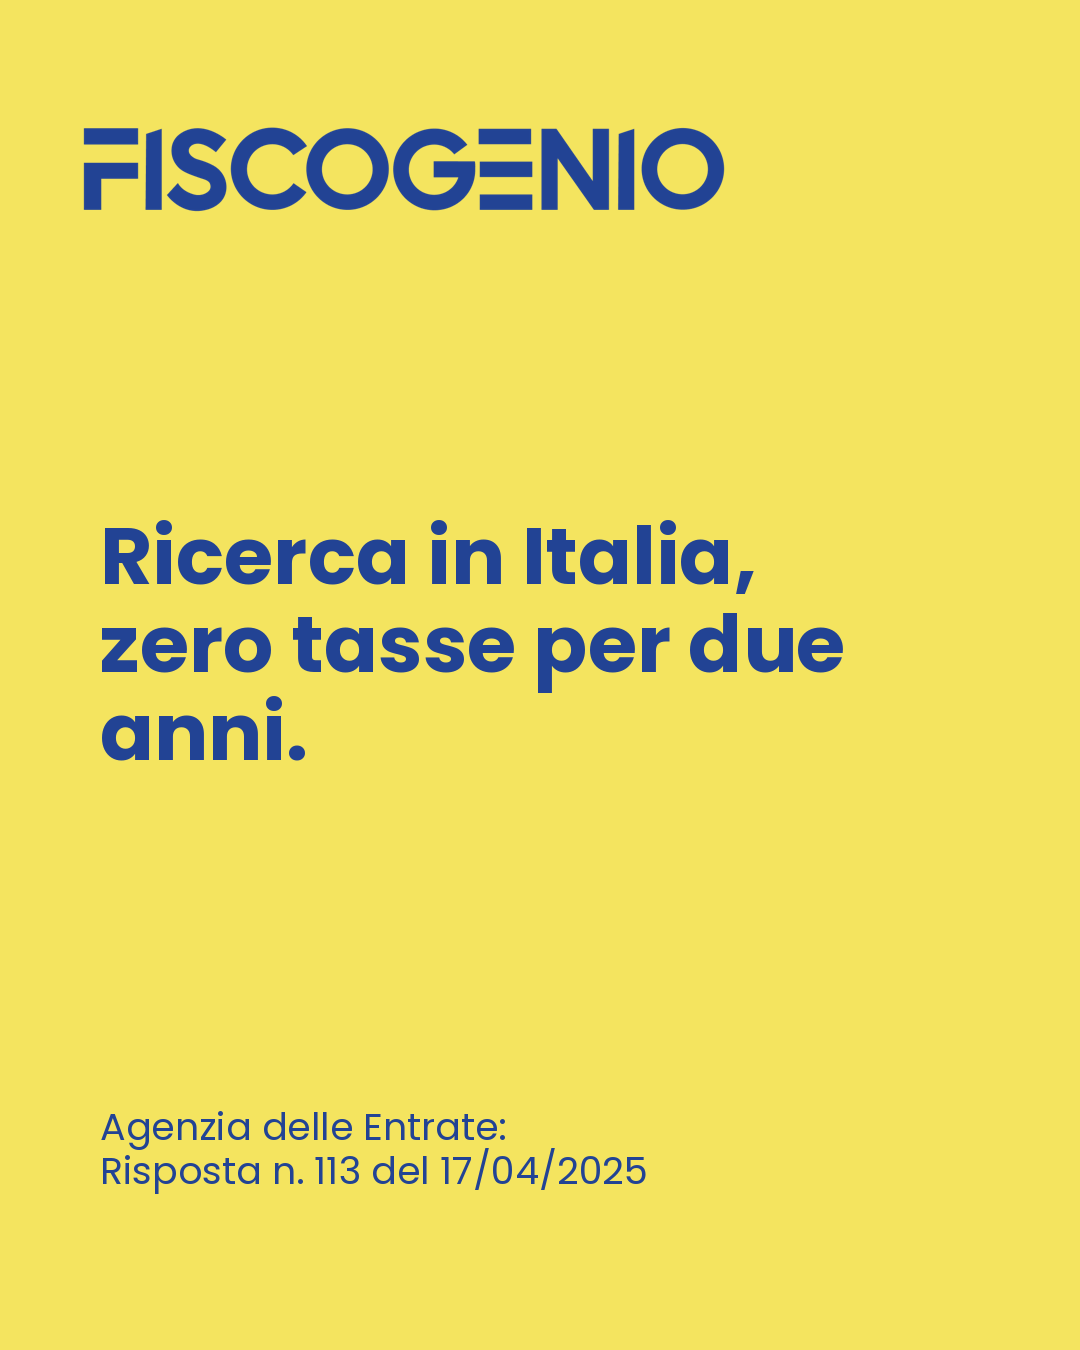 FISCOGENIO
Ricerca in Italia,
zero tasse per due
anni.
Agenzia delle Entrate:
Risposta n. 113 del 17/04/2025